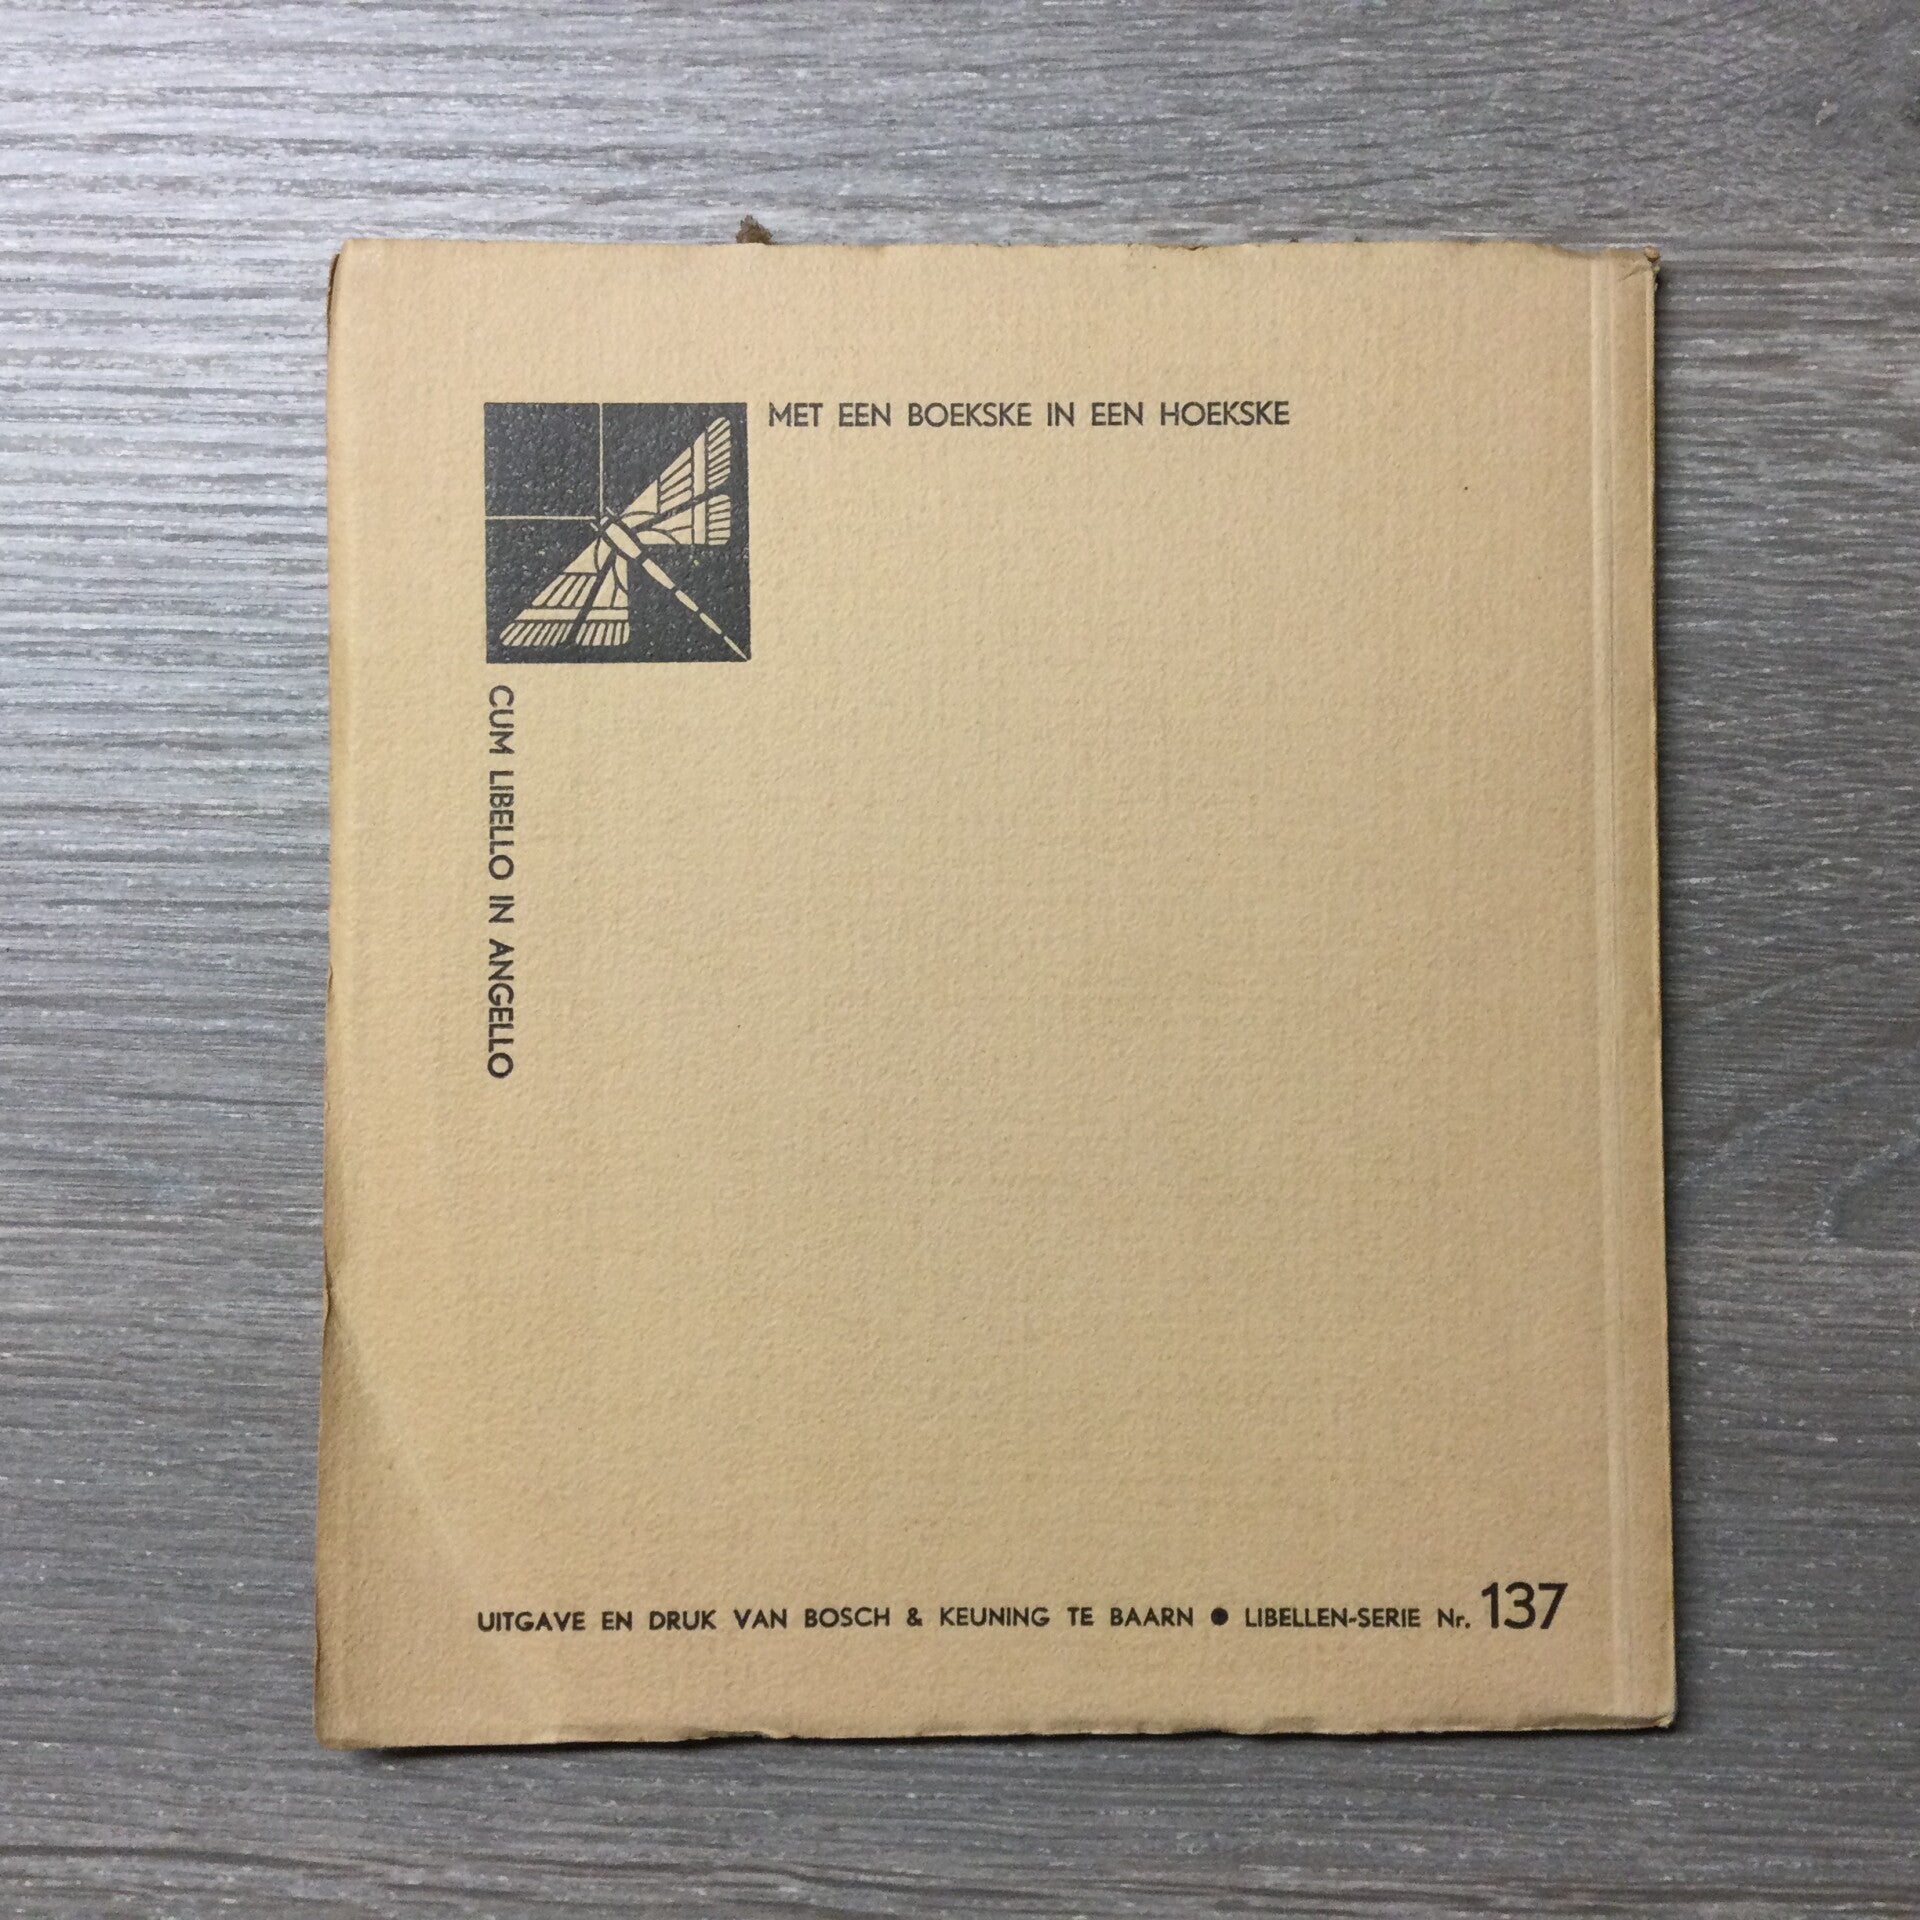 MET EEN BOEKSKE IN EEN HOEKSKE
CUM LIBELLO IN ANGELLO
UITGAVE EN DRUK VAN BOSCH & KEUNING TE BAARN ● LIBELLEN-SERIE Nr. 137